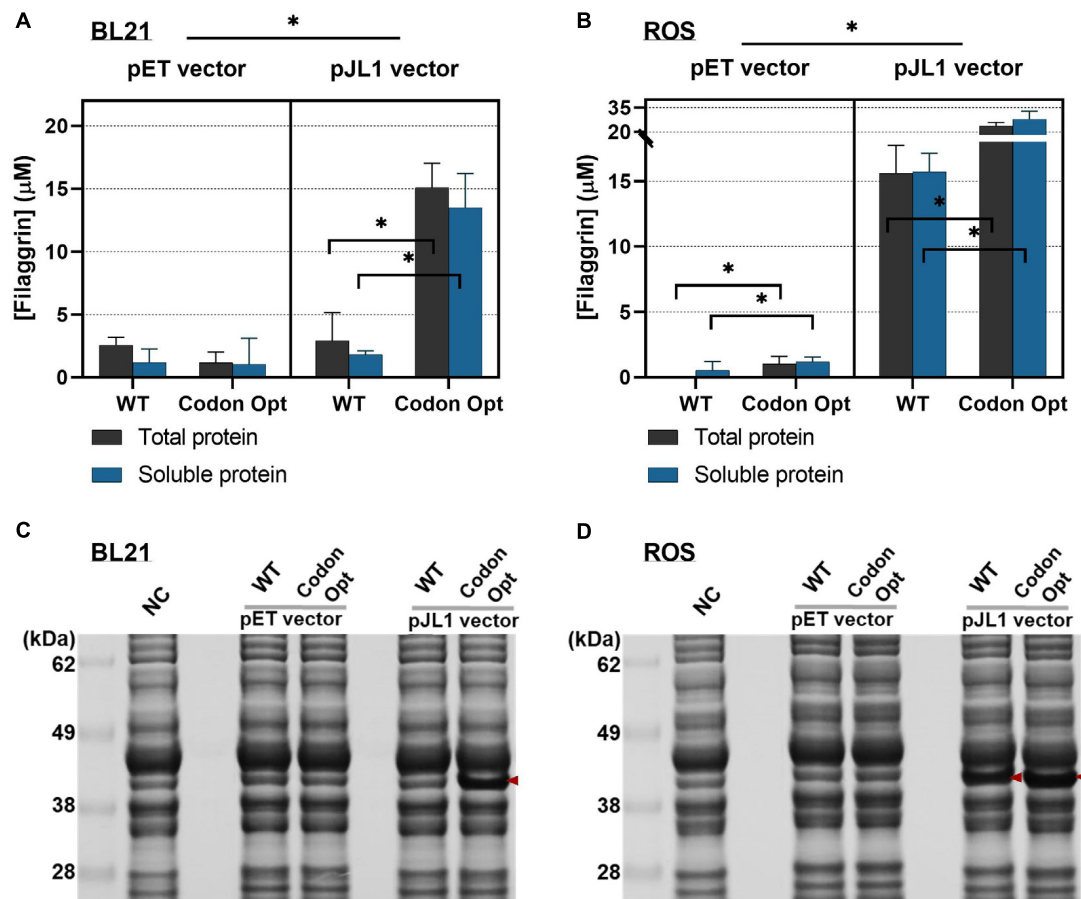 A
BL21
*
pET vector
pJL1 vector
[Filaggrin] (μM)
20
15
10
5
0
*
*
WT
Codon Opt
WT
Codon Opt
Total protein
Soluble protein
B
ROS
*
pET vector
pJL1 vector
[Filaggrin] (μM)
35
20
15
10
5
0
*
*
*
*
WT
Codon Opt
WT
Codon Opt
Total protein
Soluble protein
C
BL21
NC
WT
Codon
Opt
WT
Codon
Opt
pET vector
pJL1 vector
(kDa)
62
49
38
28
D
ROS
NC
WT
Codon
Opt
WT
Codon
Opt
pET vector
pJL1 vector
(kDa)
62
49
38
28